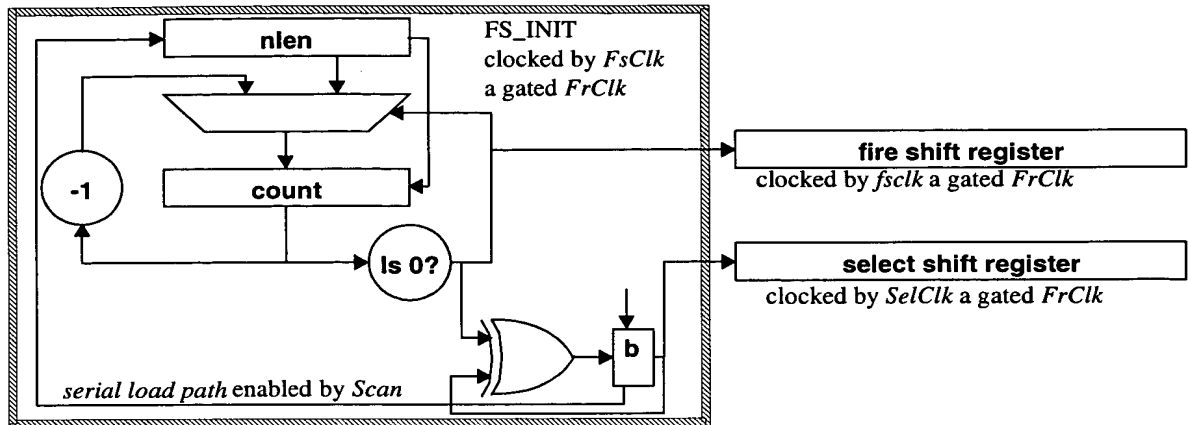 nlen
FS_INIT
clocked by FsClk
a gated FrClk
fire shift register
clocked by fsclk a gated FrClk
-1
count
Is 0?
select shift register
clocked by SelClk a gated FrClk
b
serial load path enabled by Scan